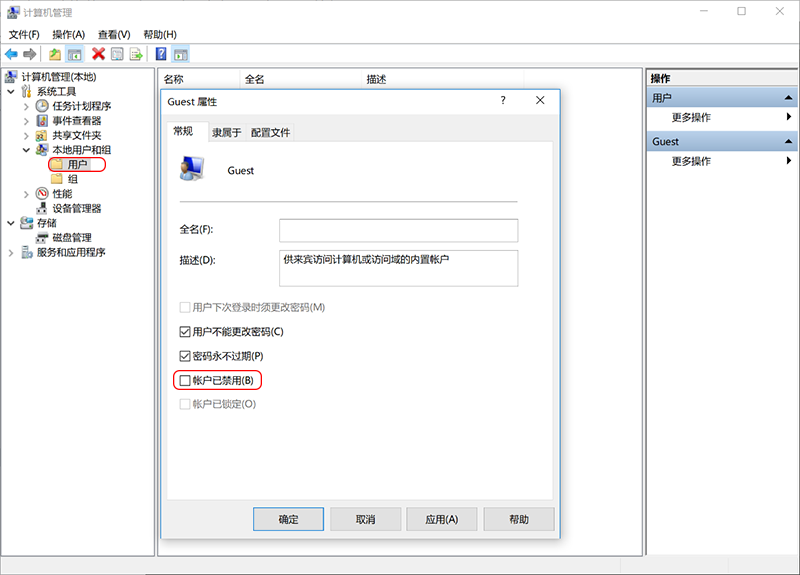 计算机管理
文件(F) 操作(A) 查看(V) 帮助(H)
计算机管理(本地)
系统工具
任务计划程序
事件查看器
共享文件夹
本地用户和组
用户
组
性能
设备管理器
存储
磁盘管理
服务和应用程序
名称 全名 描述
Guest 属性
常规 隶属于 配置文件
Guest
全名(F):
描述(D): 供来宾访问计算机或访问域的内置帐户
用户下次登录时须更改密码(M)
用户不能更改密码(C)
密码永不过期(P)
帐户已禁用(B)
帐户已锁定(O)
确定 取消 应用(A) 帮助
操作
用户
更多操作
Guest
更多操作